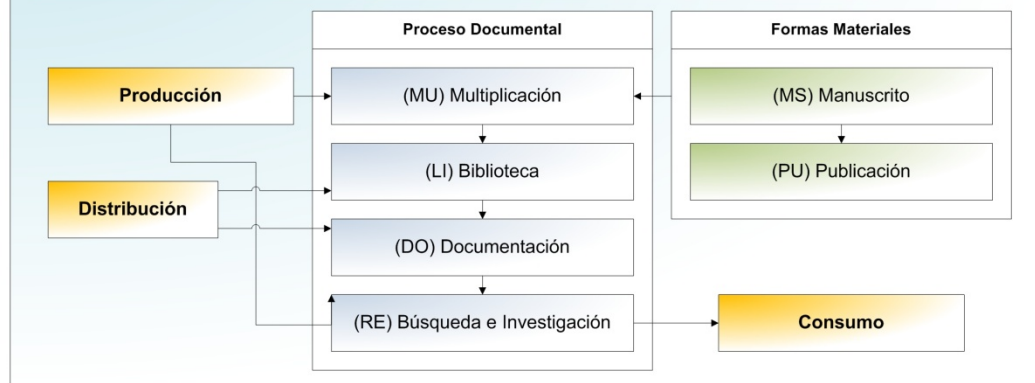 Proceso Documental
Formas Materiales
Producción
(MU) Multiplicación
(MS) Manuscrito
(LI) Biblioteca
(PU) Publicación
Distribución
(DO) Documentación
(RE) Búsqueda e Investigación
Consumo